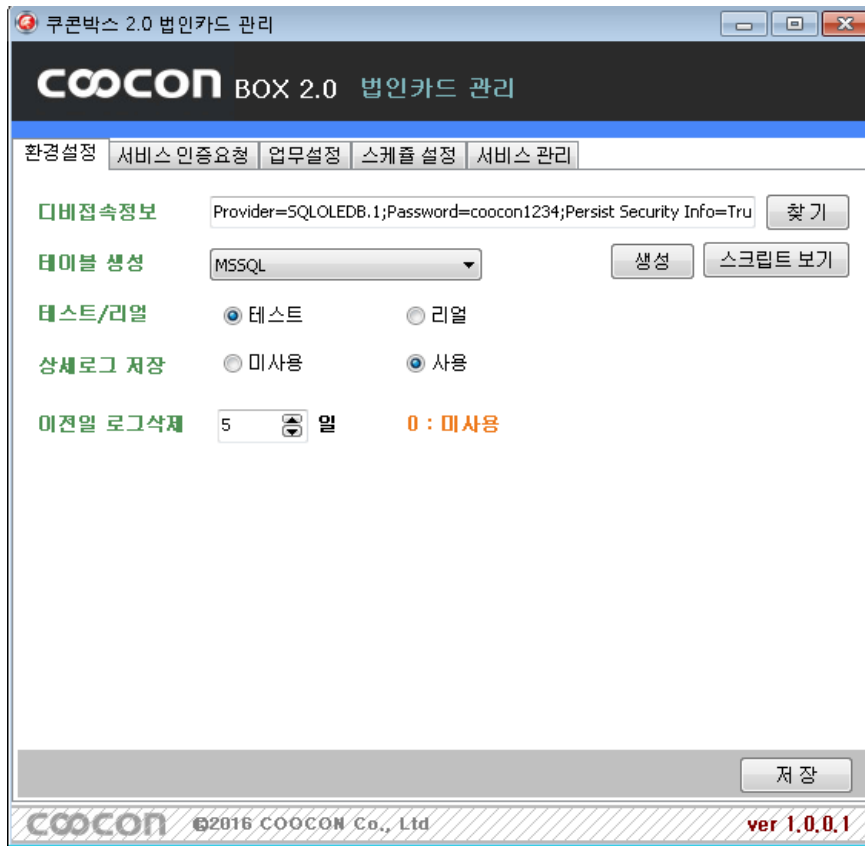 쿠콘박스 2.0 법인카드 관리
COOCON BOX 2.0 법인카드 관리
환경설정 서비스 인증요청 업무설정 스케쥴 설정 서비스 관리
디비접속정보 Provider=SQLOLEDB.1;Password=coocon1234;Persist Security Info=Tru 찾 기
테이블 생성 MSSQL 생성 스크립트 보기
테스트/리얼 테스트 리얼
상세로그 저장 미사용 사용
이전일 로그삭제 5 일 0 : 미사용
저 장
COOCON ©2016 COOCON Co., Ltd ver 1.0.0.1